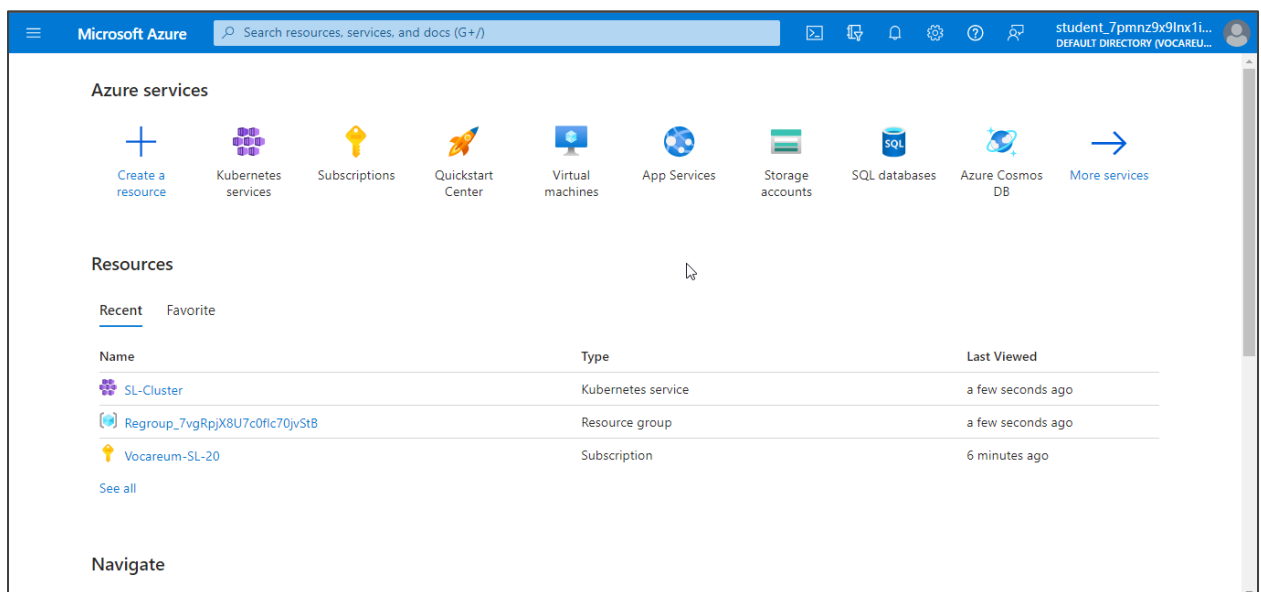 Microsoft Azure
Search resources, services, and docs (G+/)
student_7pmnz9x9lnx1i...
DEFAULT DIRECTORY (VOCAREU...
Azure services
Create a resource
Kubernetes services
Subscriptions
Quickstart Center
Virtual machines
App Services
Storage accounts
SQL
SQL databases
Azure Cosmos DB
More services
Resources
Recent Favorite
Name Type Last Viewed
SL-Cluster Kubernetes service a few seconds ago
Regroup_7vgRpjX8U7c0flc70jvStB Resource group a few seconds ago
Vocareum-SL-20 Subscription 6 minutes ago
See all
Navigate